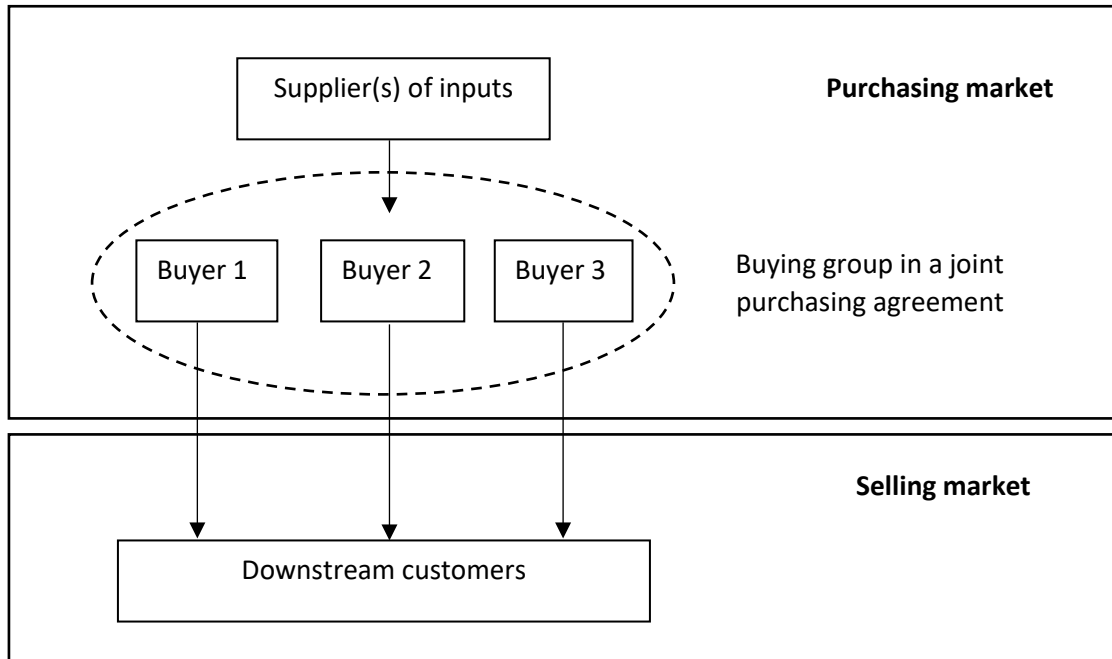 Supplier(s) of inputs
Purchasing market
Buyer 1
Buyer 2
Buyer 3
Buying group in a joint
purchasing agreement
Selling market
Downstream customers